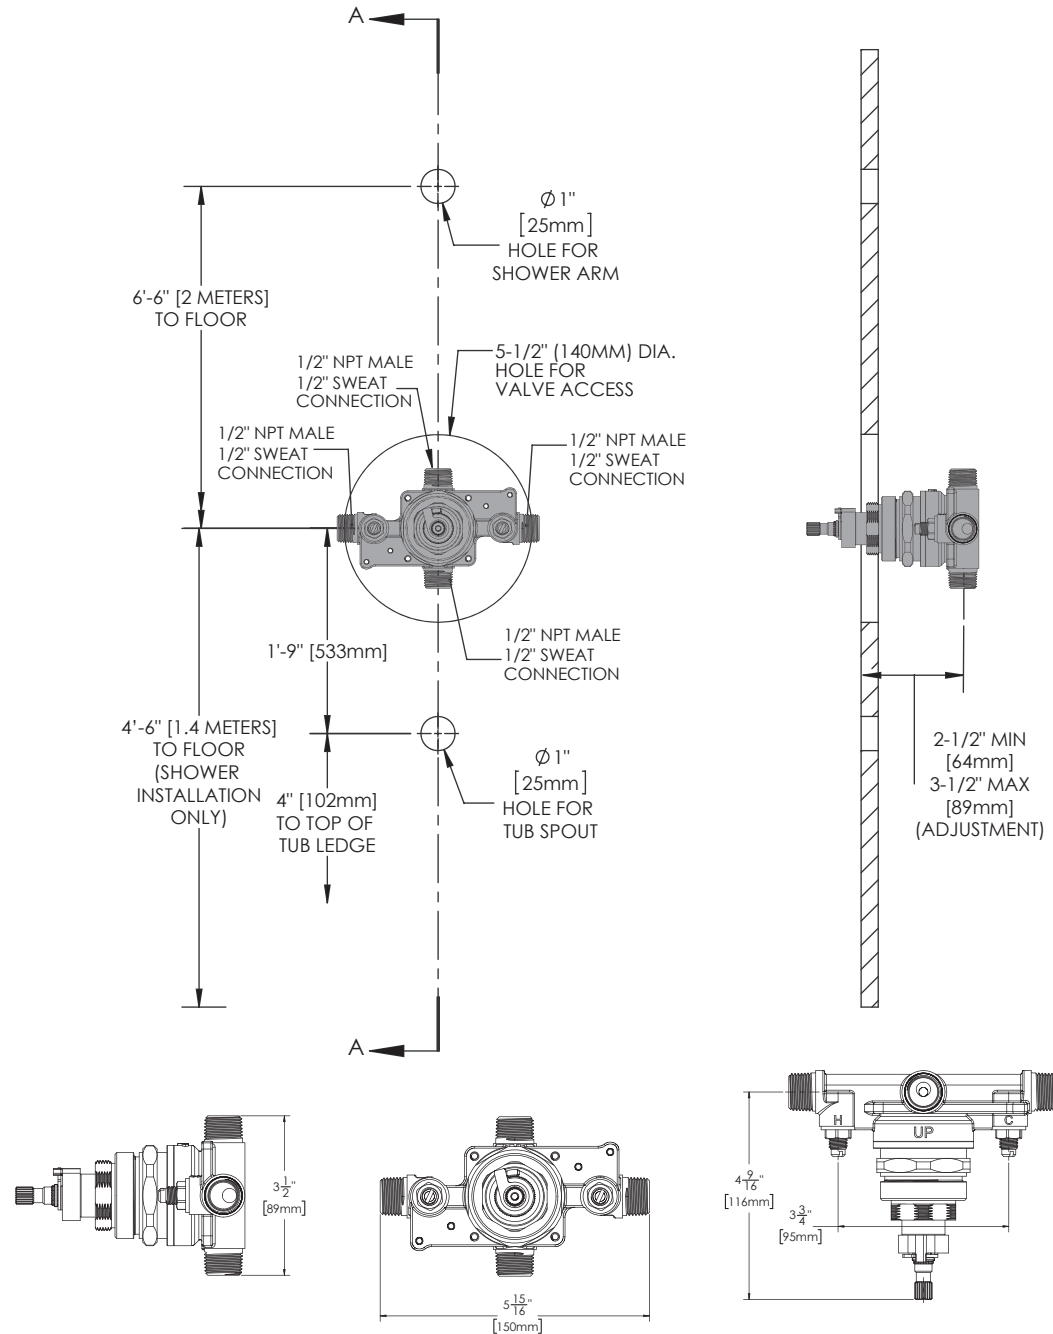 A
Ø 1"
[25mm]
HOLE FOR
SHOWER ARM
6'-6" [2 METERS]
TO FLOOR
5-1/2" (140MM) DIA.
HOLE FOR
VALVE ACCESS
1/2" NPT MALE
1/2" SWEAT
CONNECTION
1/2" NPT MALE
1/2" SWEAT
CONNECTION
1/2" NPT MALE
1/2" SWEAT
CONNECTION
1/2" NPT MALE
1/2" SWEAT
CONNECTION
1'-9" [533mm]
4'-6" [1.4 METERS]
TO FLOOR
(SHOWER
INSTALLATION
ONLY)
4" [102mm]
TO TOP OF
TUB LEDGE
Ø 1"
[25mm]
HOLE FOR
TUB SPOUT
2-1/2" MIN
[64mm]
3-1/2" MAX
[89mm]
(ADJUSTMENT)
A
3 1/2"
[89mm]
5 15/16"
[150mm]
H
C
UP
4 9/16"
[116mm]
3 3/4"
[95mm]